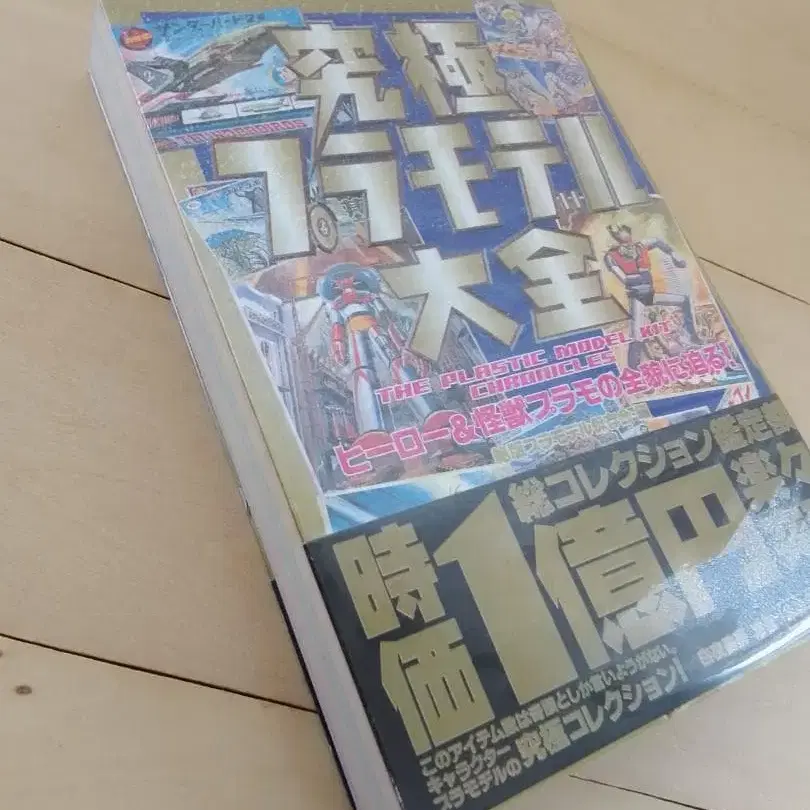 サンダーバード2号
THUNDERBIRDS
究極
プラモデル
大全
THE PLASTIC MODEL KIT
CHRONICLES
ヒーロー&怪獣プラモの全貌に迫る!
総コレクション鑑定
時価1億円
このアイテム数は奇蹟としか言いようがない。
キャラクター
プラモデルの究極コレクション!